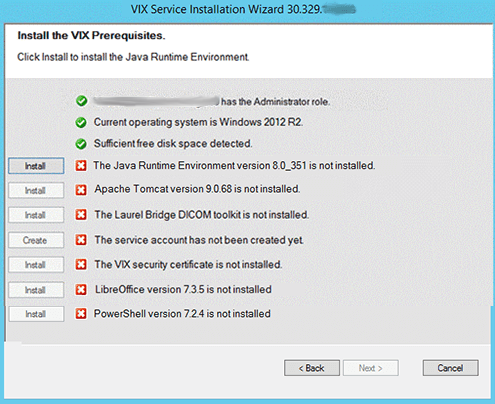 VIX Service Installation Wizard 30.329.
Install the VIX Prerequisites.
Click Install to install the Java Runtime Environment.
has the Administrator role.
Current operating system is Windows 2012 R2.
Sufficient free disk space detected.
Install The Java Runtime Environment version 8.0_351 is not installed.
Install Apache Tomcat version 9.0.68 is not installed.
Install The Laurel Bridge DICOM toolkit is not installed.
Create The service account has not been created yet.
Install The VIX security certificate is not installed.
Install LibreOffice version 7.3.5 is not installed
Install PowerShell version 7.2.4 is not installed
< Back Next > Cancel